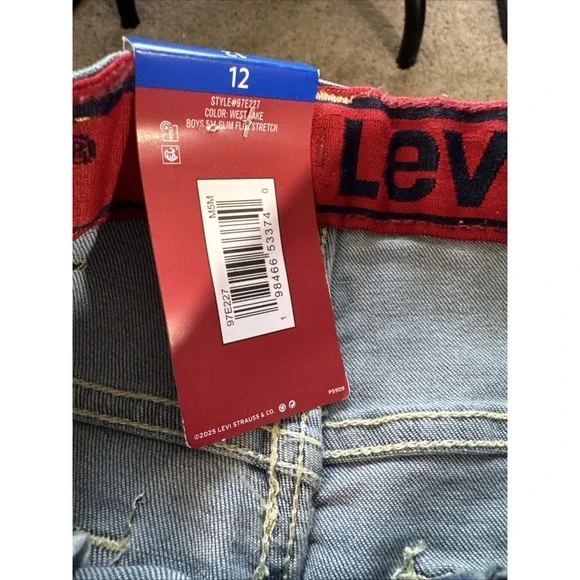 12
STYLE#97E227
COLOR: WEST LAKE
BOYS 511 SLIM FLEX STRETCH
Lev
M5M
97E227
1 98466 53374 0
P5909
©2025 LEVI STRAUSS & CO.